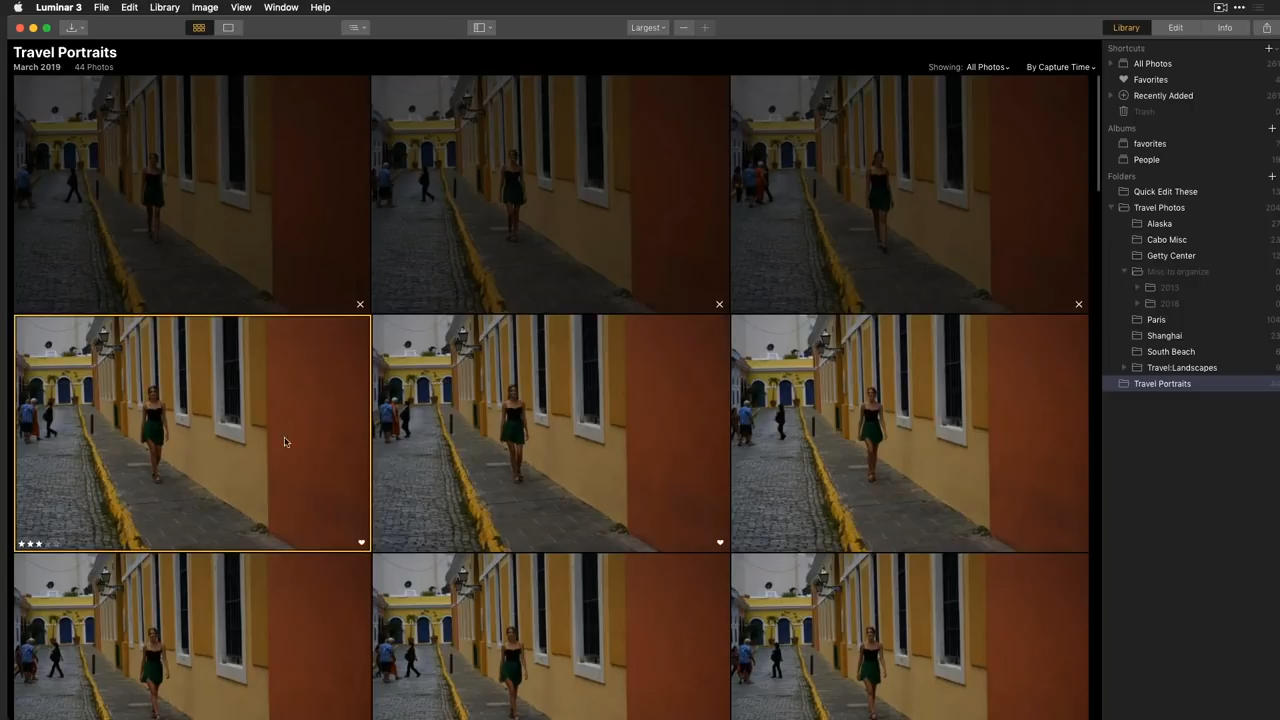 Luminar 3 File Edit Library Image View Window Help
Largest
Library Edit Info
Travel Portraits
March 2019 44 Photos
Showing: All Photos By Capture Time
Shortcuts
All Photos
Favorites
Recently Added
Trash
Albums
favorites
People
Folders
Quick Edit These
Travel Photos
Alaska
Cabo Misc
Getty Center
Misc to organize
2013
2018
Paris
Shanghai
South Beach
Travel:Landscapes
Travel Portraits